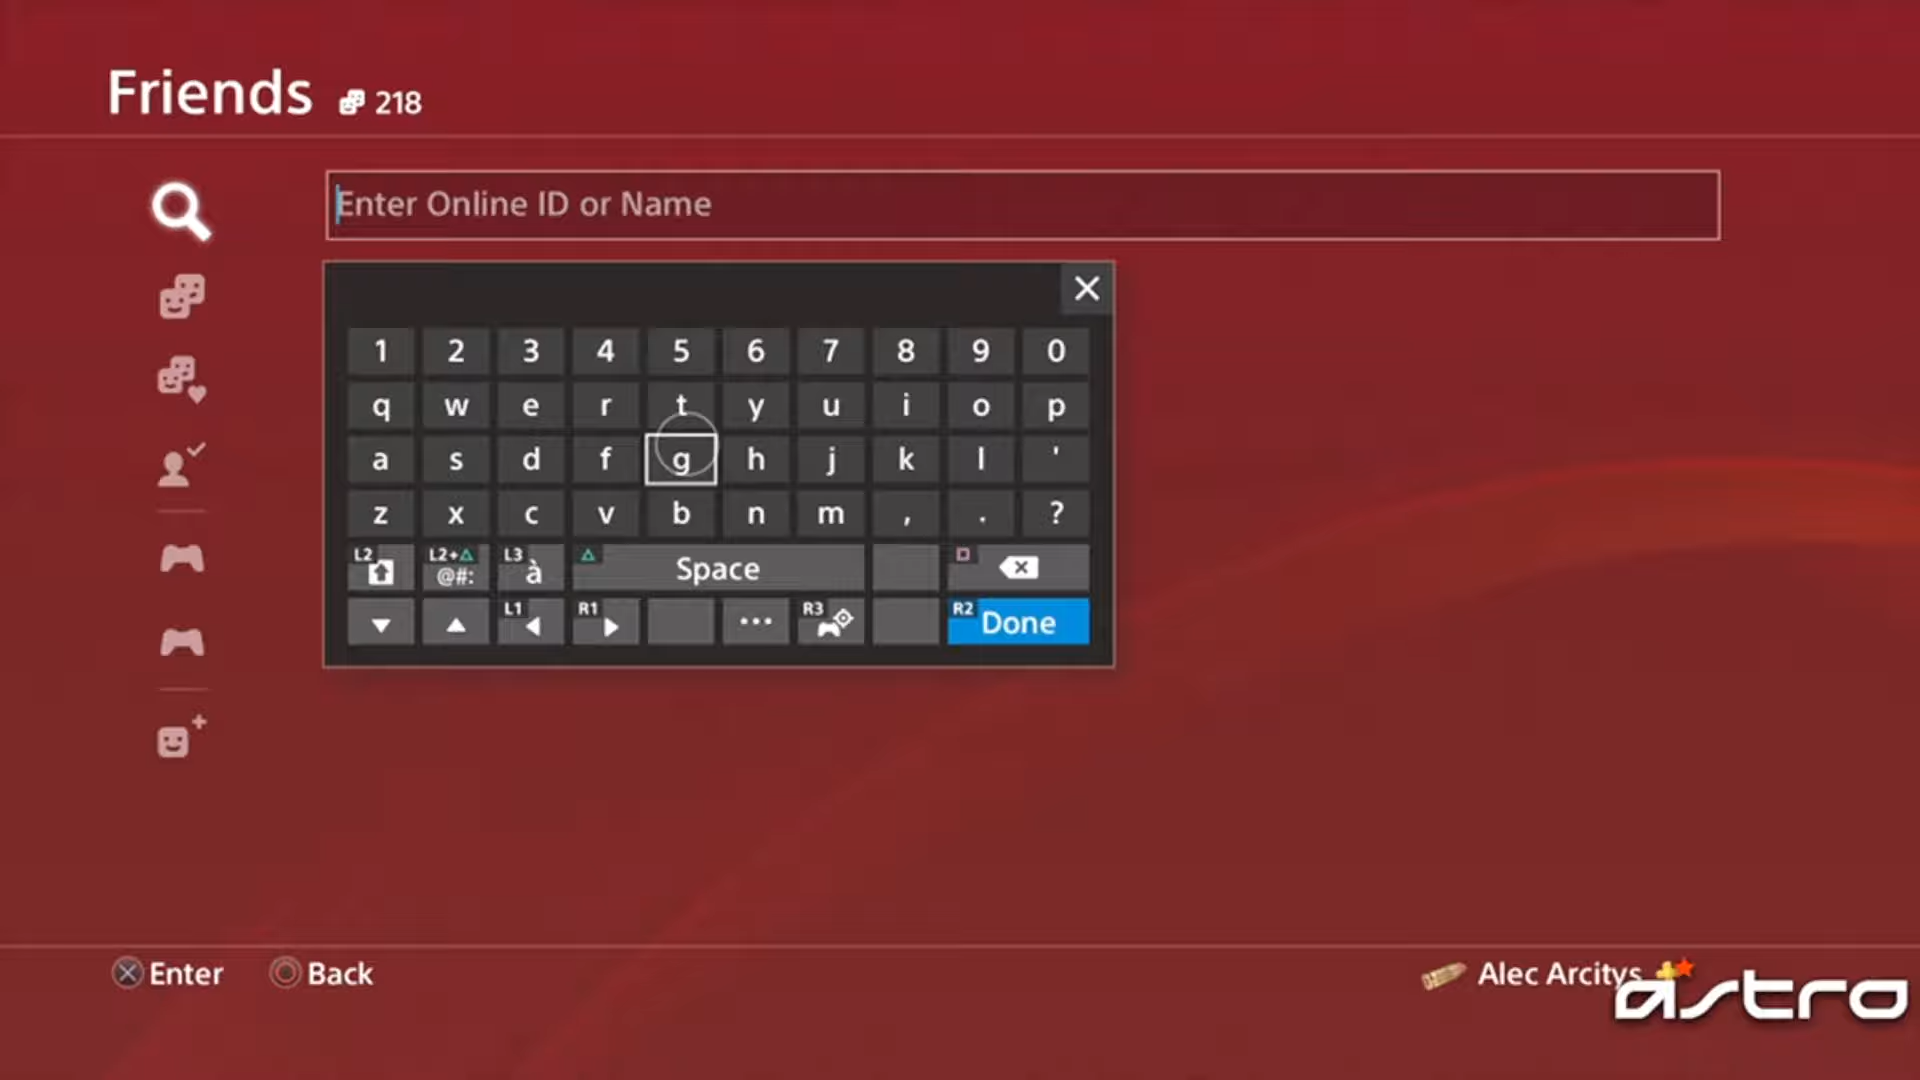 Friends 218
Enter Online ID or Name
1 2 3 4 5 6 7 8 9 0
q w e r t y u i o p
a s d f g h j k l '
z x c v b n m , . ?
L2 L2+△ @#: L3 à △ Space □
L1 R1 ... R3 R2 Done
Enter Back Alec Arcitys
astro